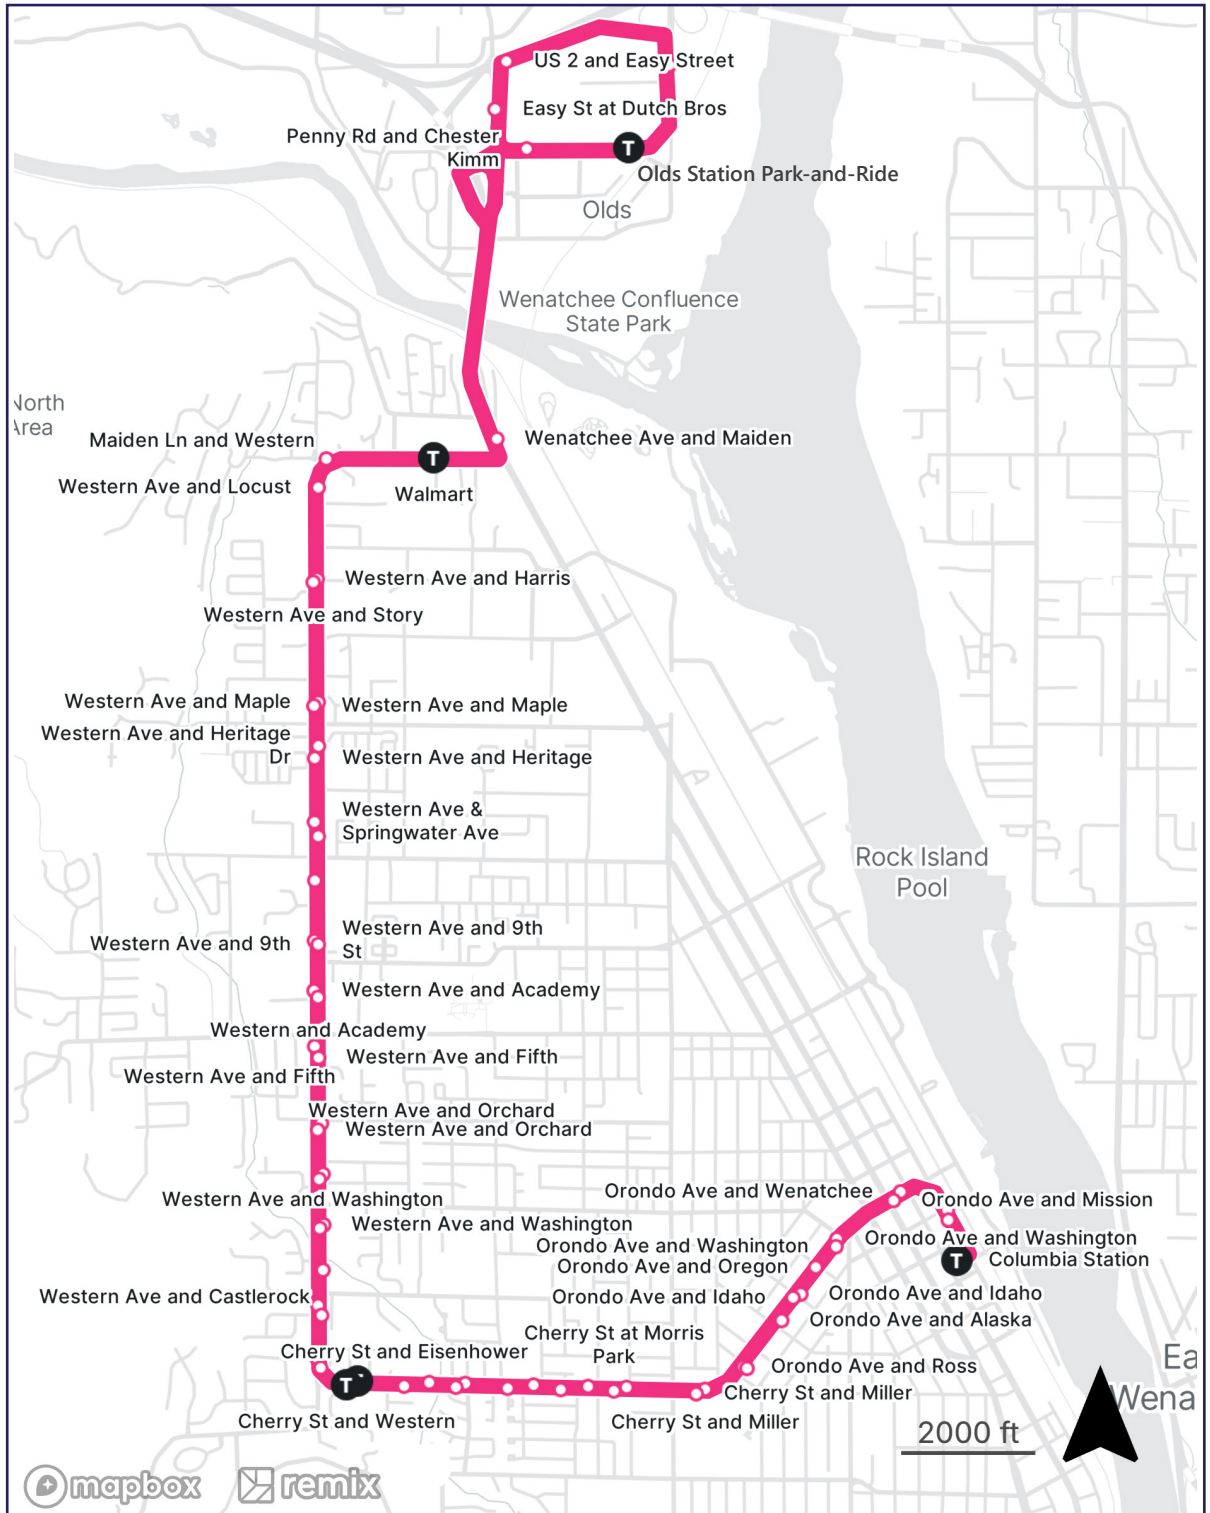 US 2 and Easy Street
Easy St at Dutch Bros
Penny Rd and Chester
Kimm
T
Olds Station Park-and-Ride
Olds
Wenatchee Confluence
State Park
North
Area
Maiden Ln and Western
Wenatchee Ave and Maiden
T
Western Ave and Locust
Walmart
Western Ave and Harris
Western Ave and Story
Western Ave and Maple
Western Ave and Maple
Western Ave and Heritage
Dr
Western Ave and Heritage
Western Ave &
Springwater Ave
Rock Island
Pool
Western Ave and 9th
Western Ave and 9th
St
Western Ave and Academy
Western and Academy
Western Ave and Fifth
Western Ave and Fifth
Western Ave and Orchard
Western Ave and Orchard
Western Ave and Washington
Orondo Ave and Wenatchee
Orondo Ave and Mission
Western Ave and Washington
Orondo Ave and Washington
Orondo Ave and Washington
Orondo Ave and Oregon
T
Columbia Station
Western Ave and Castlerock
Orondo Ave and Idaho
Orondo Ave and Idaho
Orondo Ave and Alaska
Cherry St at Morris
Park
Cherry St and Eisenhower
Orondo Ave and Ross
Ea
Wena
T
Cherry St and Miller
Cherry St and Western
Cherry St and Miller
2000 ft
mapbox
remix